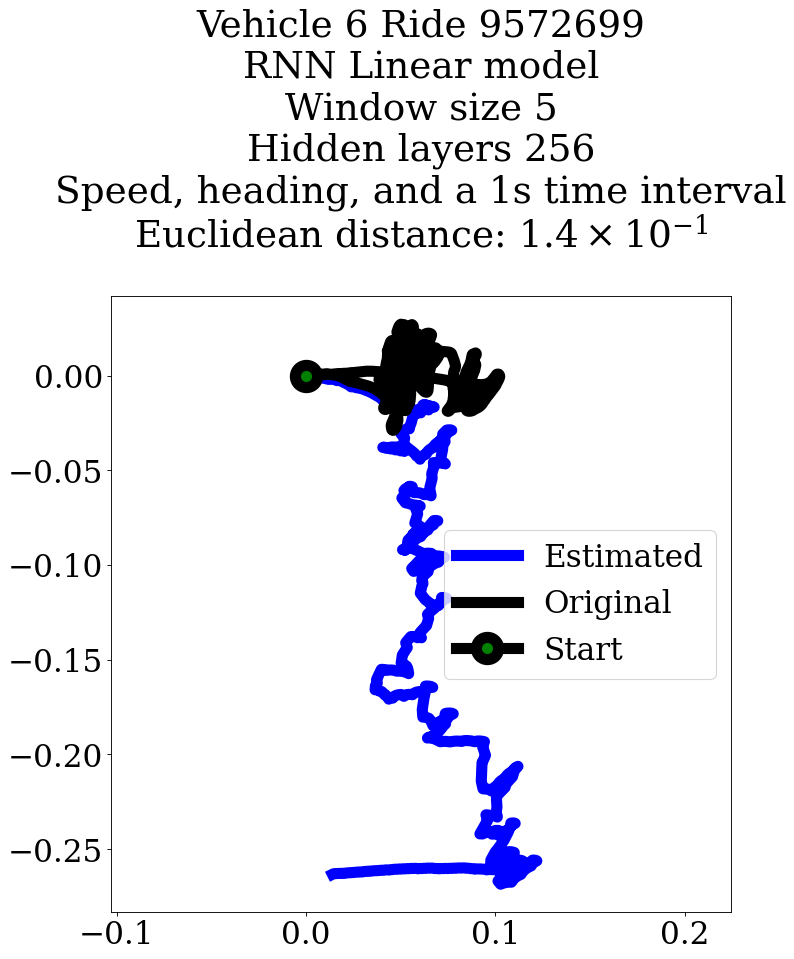 Vehicle 6 Ride 9572699
RNN Linear model
Window size 5
Hidden layers 256
Speed, heading, and a 1s time interval
Euclidean distance: 1.4 × 10⁻¹
0.00
−0.05
−0.10
−0.15
−0.20
−0.25
Estimated
Original
Start
−0.1
0.0
0.1
0.2